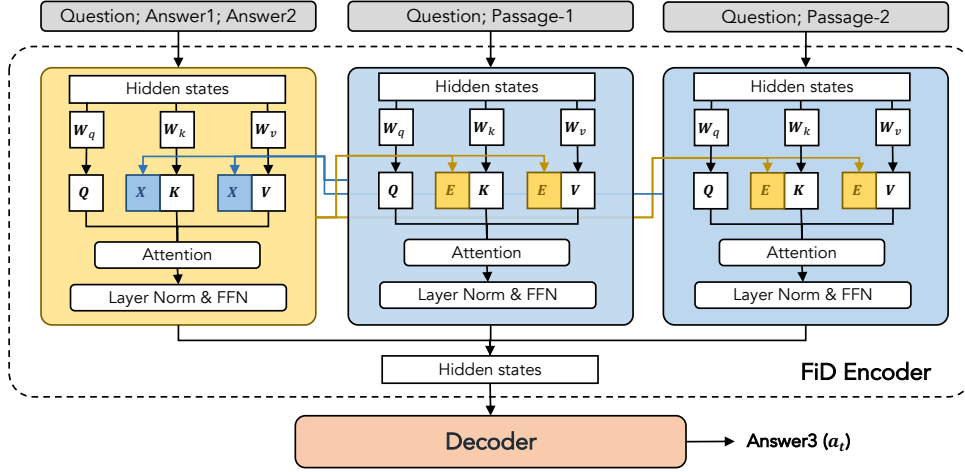 Question; Answer1; Answer2
Question; Passage-1
Question; Passage-2
Hidden states
Hidden states
Hidden states
W_q
W_k
W_v
W_q
W_k
W_v
W_q
W_k
W_v
Q
X
K
X
V
Q
E
K
E
V
Q
E
K
E
V
Attention
Attention
Attention
Layer Norm & FFN
Layer Norm & FFN
Layer Norm & FFN
Hidden states
FiD Encoder
Decoder
Answer3 (a_t)